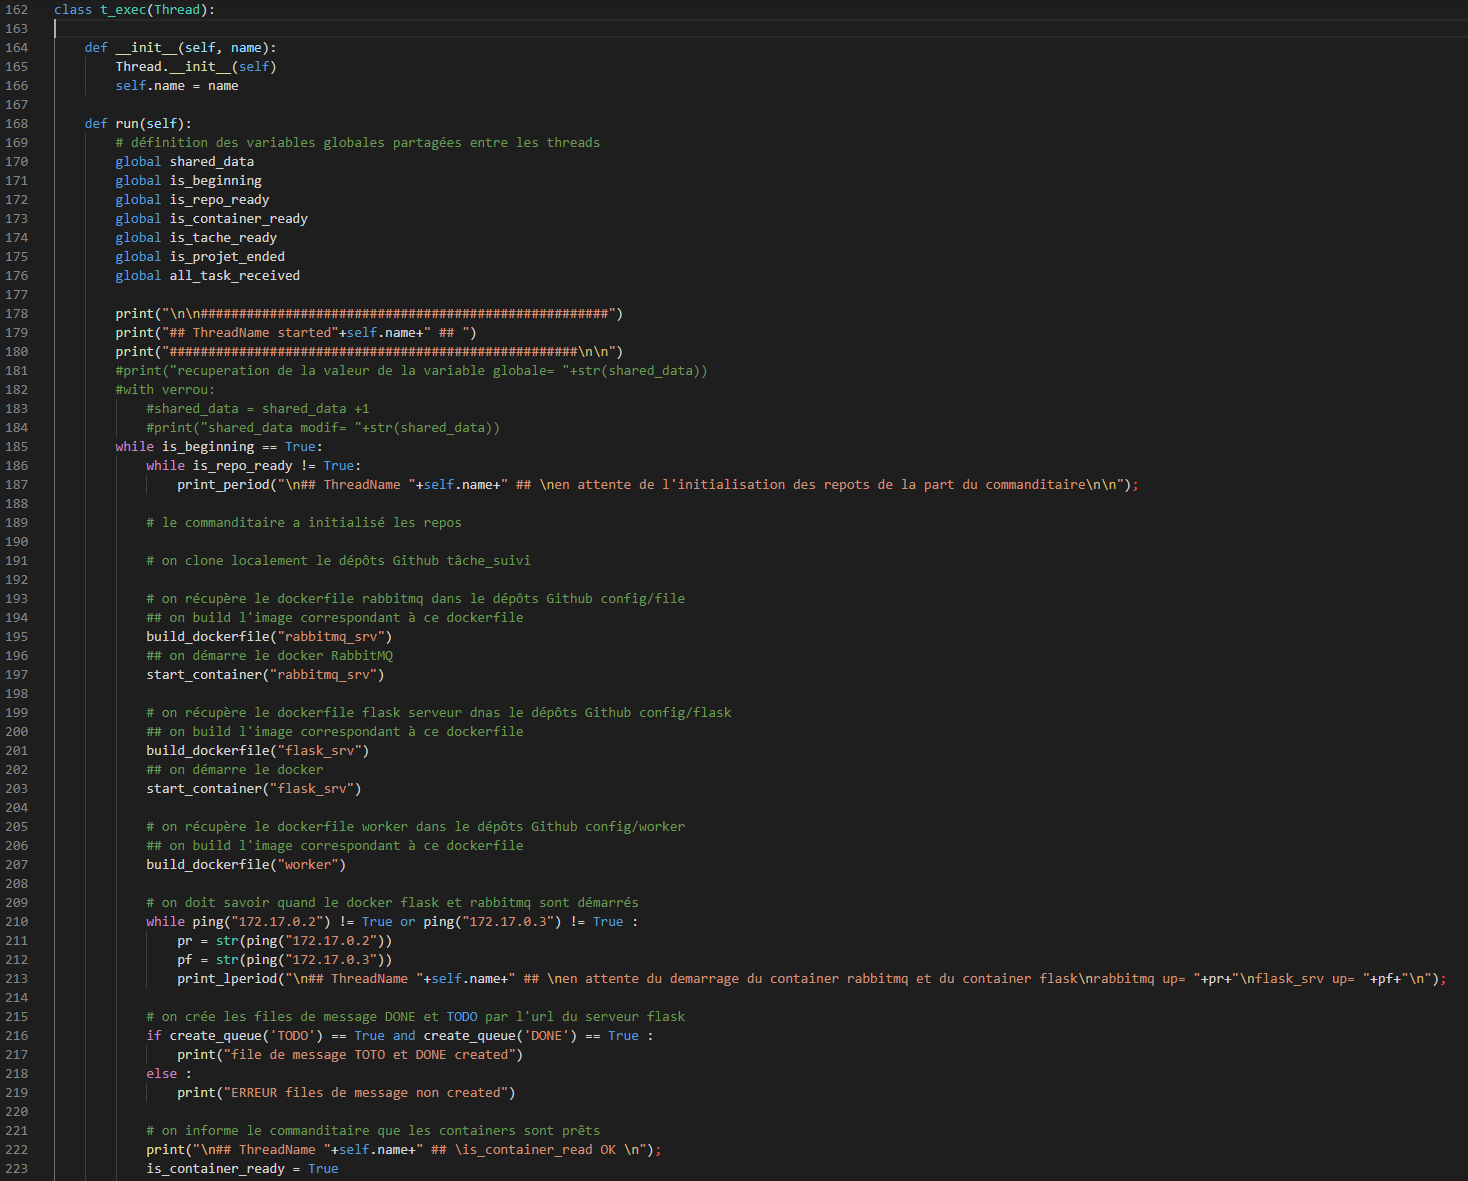 162 class t_exec(Thread):
163
164     def __init__(self, name):
165         Thread.__init__(self)
166         self.name = name
167
168     def run(self):
169         # définition des variables globales partagées entre les threads
170         global shared_data
171         global is_beginning
172         global is_repo_ready
173         global is_container_ready
174         global is_tache_ready
175         global is_projet_ended
176         global all_task_received
177
178         print("\n\n#####################################################")
179         print("## ThreadName started"+self.name+" ## ")
180         print("#####################################################\n\n")
181         #print("recuperation de la valeur de la variable globale= "+str(shared_data))
182         #with verrou:
183             #shared_data = shared_data +1
184             #print("shared_data modif= "+str(shared_data))
185         while is_beginning == True:
186             while is_repo_ready != True:
187                 print_period("\n## ThreadName "+self.name+" ## \nen attente de l'initialisation des repots de la part du commanditaire\n\n");
188
189             # le commanditaire a initialisé les repos
190
191             # on clone localement le dépôts Github tâche_suivi
192
193             # on récupère le dockerfile rabbitmq dans le dépôts Github config/file
194             ## on build l'image correspondant à ce dockerfile
195             build_dockerfile("rabbitmq_srv")
196             ## on démarre le docker RabbitMQ
197             start_container("rabbitmq_srv")
198
199             # on récupère le dockerfile flask serveur dnas le dépôts Github config/flask
200             ## on build l'image correspondant à ce dockerfile
201             build_dockerfile("flask_srv")
202             ## on démarre le docker
203             start_container("flask_srv")
204
205             # on récupère le dockerfile worker dans le dépôts Github config/worker
206             ## on build l'image correspondant à ce dockerfile
207             build_dockerfile("worker")
208
209             # on doit savoir quand le docker flask et rabbitmq sont démarrés
210             while ping("172.17.0.2") != True or ping("172.17.0.3") != True :
211                 pr = str(ping("172.17.0.2"))
212                 pf = str(ping("172.17.0.3"))
213                 print_lperiod("\n## ThreadName "+self.name+" ## \nen attente du demarrage du container rabbitmq et du container flask\nrabbitmq up= "+pr+"\nflask_srv up= "+pf+"\n");
214
215             # on crée les files de message DONE et TODO par l'url du serveur flask
216             if create_queue('TODO') == True and create_queue('DONE') == True :
217                 print("file de message TOTO et DONE created")
218             else :
219                 print("ERREUR files de message non created")
220
221             # on informe le commanditaire que les containers sont prêts
222             print("\n## ThreadName "+self.name+" ## \is_container_read OK \n");
223             is_container_ready = True